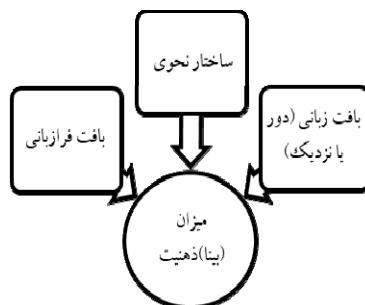 ساختار نحوی
بافت زبانی (دور
یا نزدیک)
بافت فرازبانی
میزان
(بینا)ذهنیت